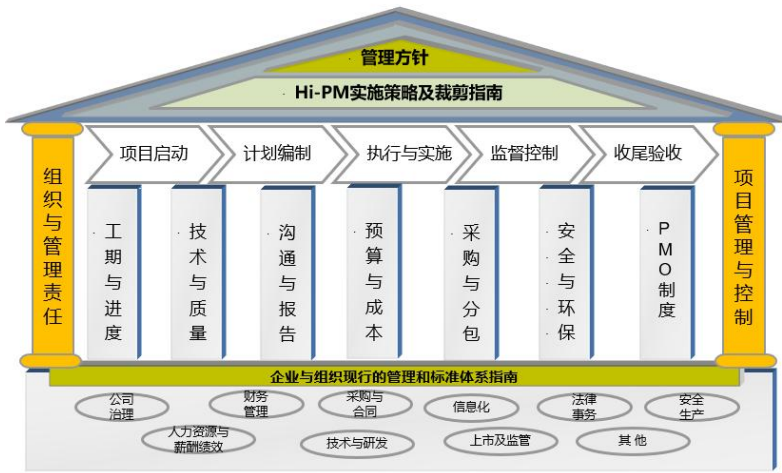 管理方针
Hi-PM实施策略及裁剪指南
项目启动
计划编制
执行与实施
监督控制
收尾验收
组织与管理责任
工期与进度
技术与质量
沟通与报告
预算与成本
采购与分包
安全与环保
PMO制度
项目管理与控制
企业与组织现行的管理和标准体系指南
公司
治理
财务
管理
采购与
合同
信息化
法律
事务
安全
生产
人力资源与
薪酬绩效
技术与研发
上市及监管
其 他